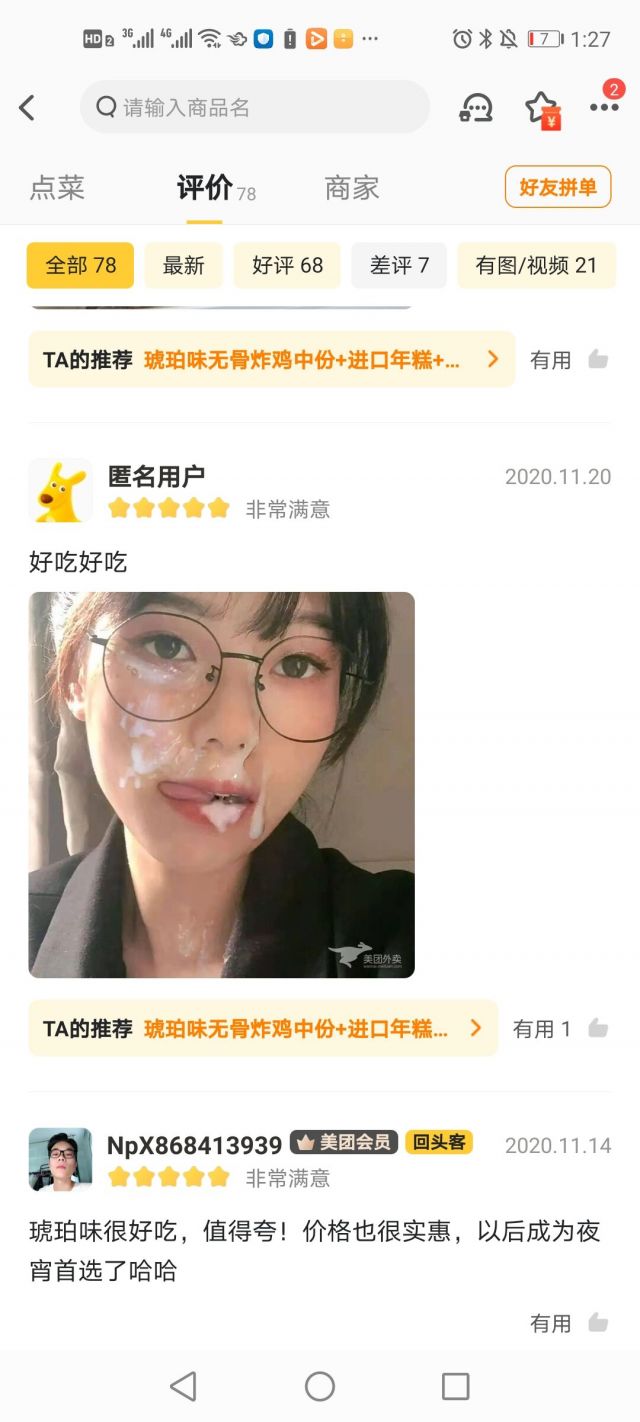 HD 2 3G 4G 7 1:27
请输入商品名
2
点菜 评价 78 商家 好友拼单
全部 78 最新 好评 68 差评 7 有图/视频 21
TA的推荐 琥珀味无骨炸鸡中份+进口年糕+... 有用
匿名用户 2020.11.20
非常满意
好吃好吃
美团外卖
TA的推荐 琥珀味无骨炸鸡中份+进口年糕... 有用 1
NpX868413939 美团会员 回头客 2020.11.14
非常满意
琥珀味很好吃，值得夸！价格也很实惠，以后成为夜
宵首选了哈哈
有用